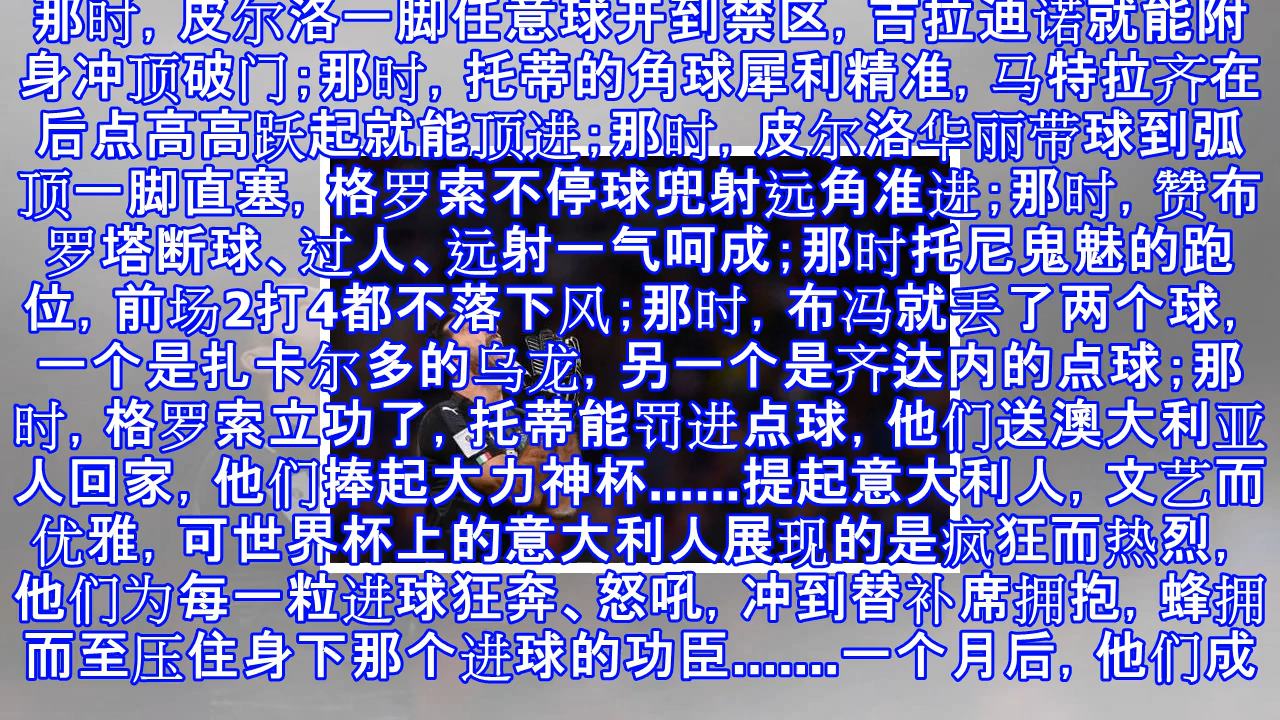 那时, 皮尔洛一脚任意球开到禁区, 吉拉迪诺就能附
身冲顶破门;那时, 托蒂的角球犀利精准, 马特拉齐在
后点高高跃起就能顶进;那时, 皮尔洛华丽带球到弧
顶一脚直塞, 格罗索不停球兜射远角准进;那时, 赞布
罗塔断球、过人、远射一气呵成;那时托尼鬼魅的跑
位, 前场2打4都不落下风;那时, 布冯就丢了两个球,
一个是扎卡尔多的乌龙, 另一个是齐达内的点球;那
时, 格罗索立功了, 托蒂能罚进点球, 他们送澳大利亚
人回家, 他们捧起大力神杯......提起意大利人, 文艺而
优雅, 可世界杯上的意大利人展现的是疯狂而热烈,
他们为每一粒进球狂奔、怒吼, 冲到替补席拥抱, 蜂拥
而至压住身下那个进球的功臣.......一个月后, 他们成